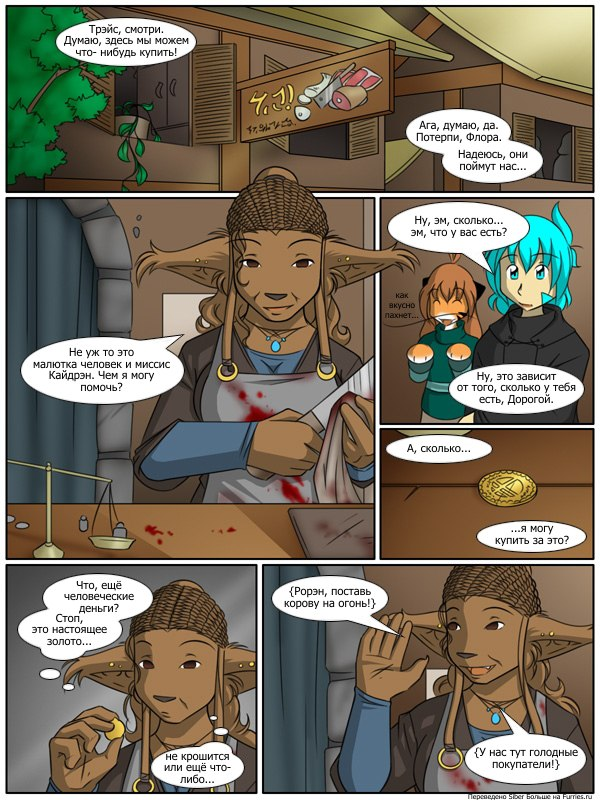 Трэйс, смотри.
Думаю, здесь мы можем
что- нибудь купить!
Ага, думаю, да.
Потерпи, Флора.
Надеюсь, они
поймут нас...
Не уж то это
малютка человек и миссис
Кайдрэн. Чем я могу
помочь?
Ну, эм, сколько...
эм, что у вас есть?
как
вкусно
пахнет...
Ну, это зависит
от того, сколько у тебя
есть, Дорогой.
А, сколько...
...я могу
купить за это?
Что, ещё
человеческие
деньги?
Стоп,
это настоящее
золото...
не крошится
или ещё что-
либо...
{Рорэн, поставь
корову на огонь!}
{У нас тут голодные
покупатели!}
Переведено Siber Больше на Furries.ru